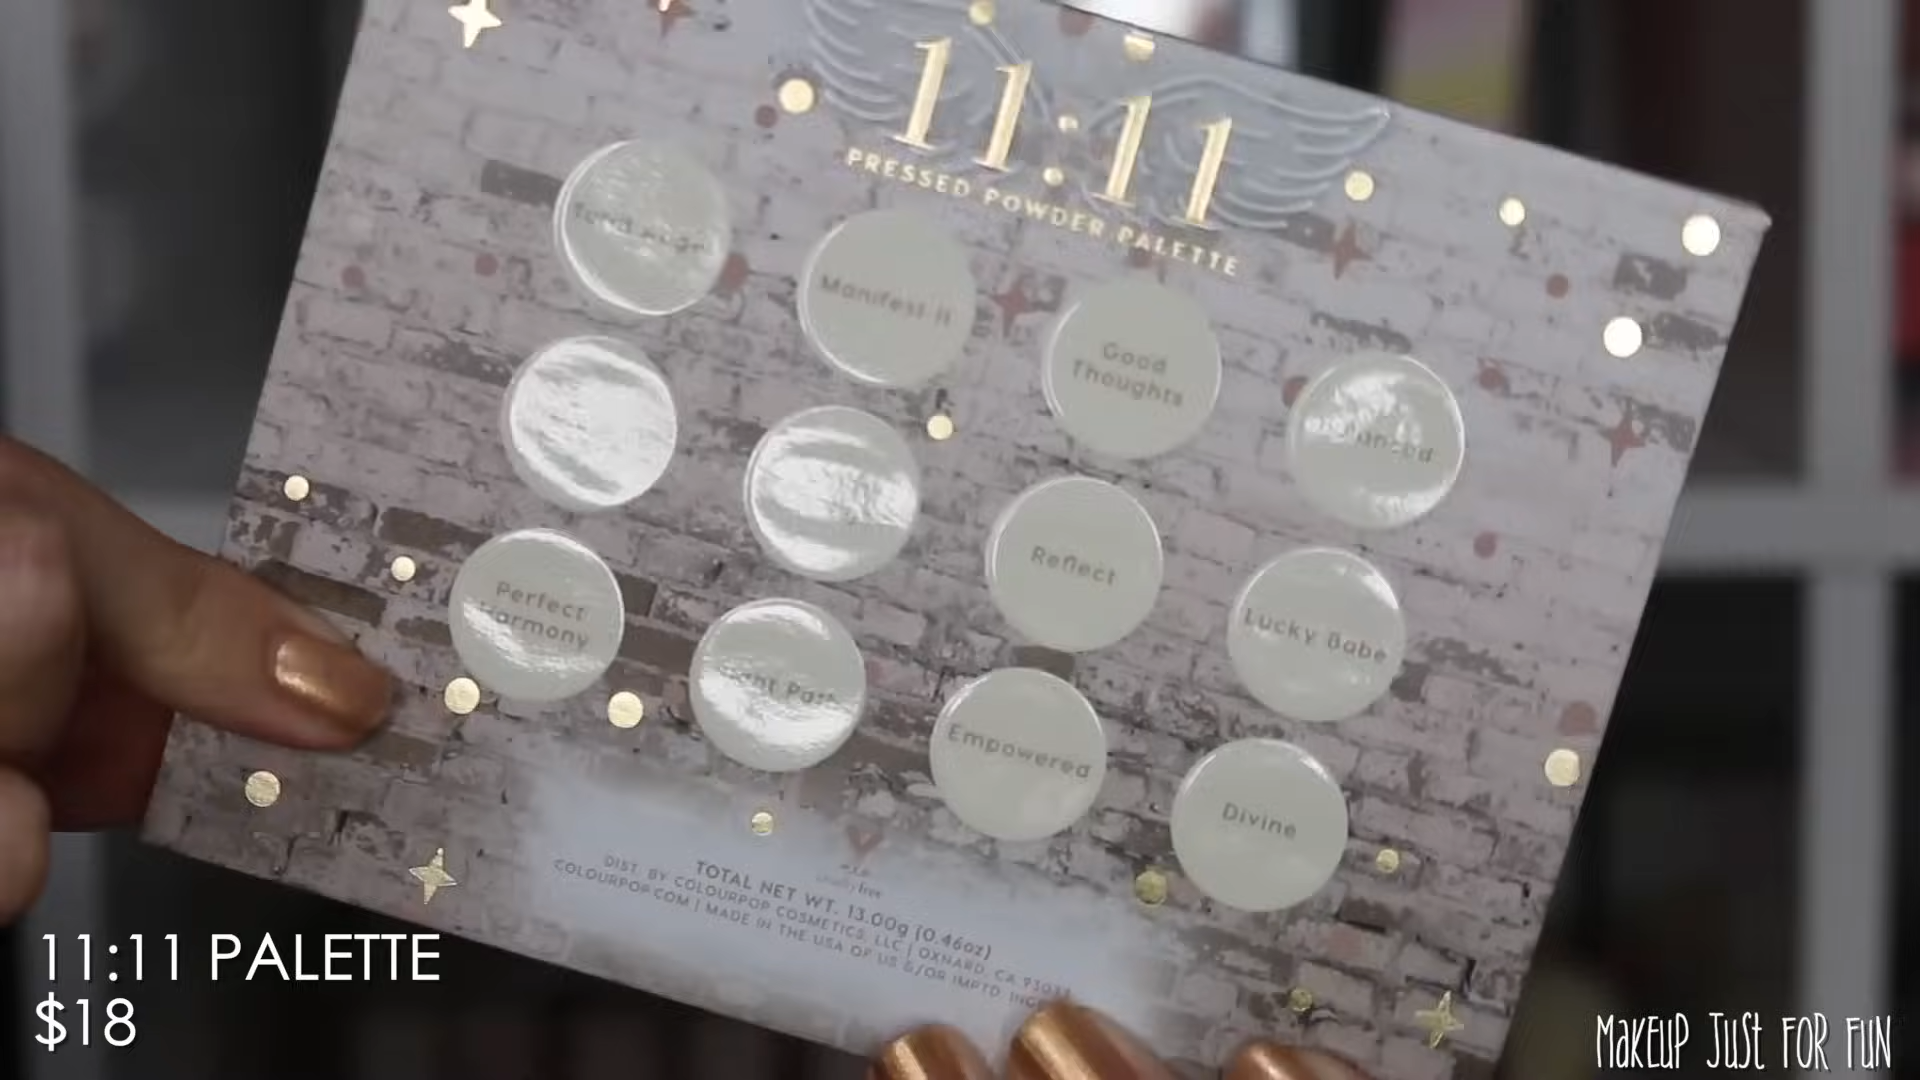 11:11
PRESSED POWDER PALETTE
Manifest It
Good
Thoughts
Reflect
Lucky Babe
Perfect
Harmony
Empowered
Divine
free
TOTAL NET WT. 13.00g (0.46oz)
DIST. BY COLOURPOP COSMETICS, LLC | OXNARD, CA
COLOURPOP.COM | MADE IN THE USA OF US &/OR IMPTD.
11:11 PALETTE
$18
MAKEUP JUST FOR FUN